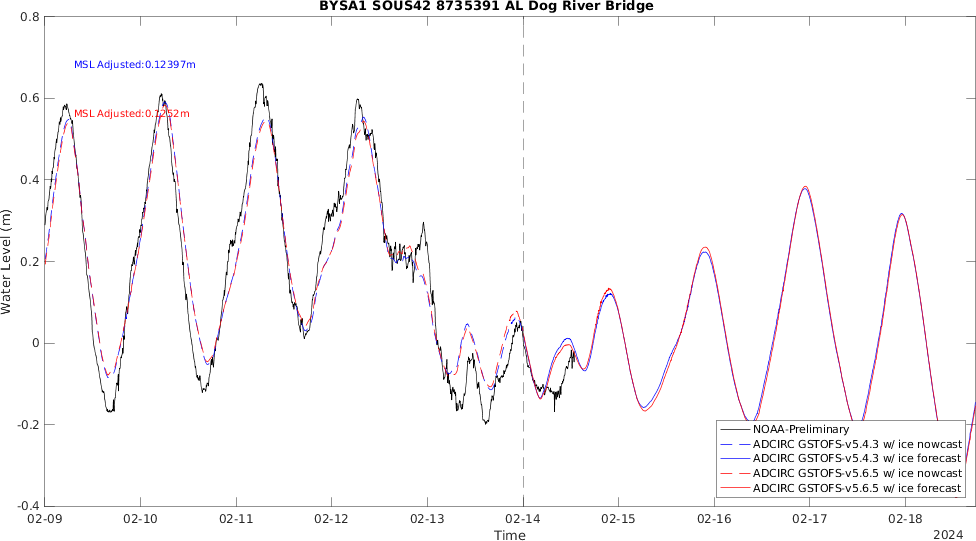 BYSA1 SOUS42 8735391 AL Dog River Bridge
0.8
0.6
0.4
0.2
0
-0.2
-0.4
Water Level (m)
MSL Adjusted:0.12397m
MSL Adjusted:0.1252m
NOAA-Preliminary
ADCIRC GSTOFS-v5.4.3 w/ ice nowcast
ADCIRC GSTOFS-v5.4.3 w/ ice forecast
ADCIRC GSTOFS-v5.6.5 w/ ice nowcast
ADCIRC GSTOFS-v5.6.5 w/ ice forecast
02-09 02-10 02-11 02-12 02-13 02-14 02-15 02-16 02-17 02-18
Time
2024